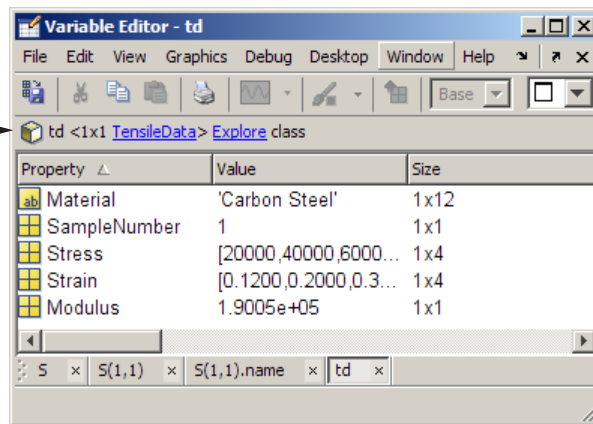 Variable Editor - td
File Edit View Graphics Debug Desktop Window Help
Base
td <1x1 TensileData> Explore class
Property Value Size
ab Material 'Carbon Steel' 1x12
SampleNumber 1 1x1
Stress [20000,40000,6000... 1x4
Strain [0.1200,0.2000,0.3... 1x4
Modulus 1.9005e+05 1x1
S × S(1,1) × S(1,1).name × td ×